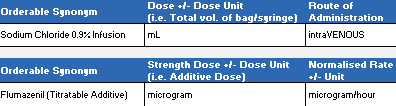 Orderable Synonym
Dose +/- Dose Unit
(i.e. Total vol. of bag/syringe)
Route of
Administration
Sodium Chloride 0.9% Infusion
mL
intraVENOUS
Orderable Synonym
Strength Dose +/- Dose Unit
(i.e. Additive Dose)
Normalised Rate
+/- Unit
Flumazenil (Titratable Additive)
microgram
microgram/hour